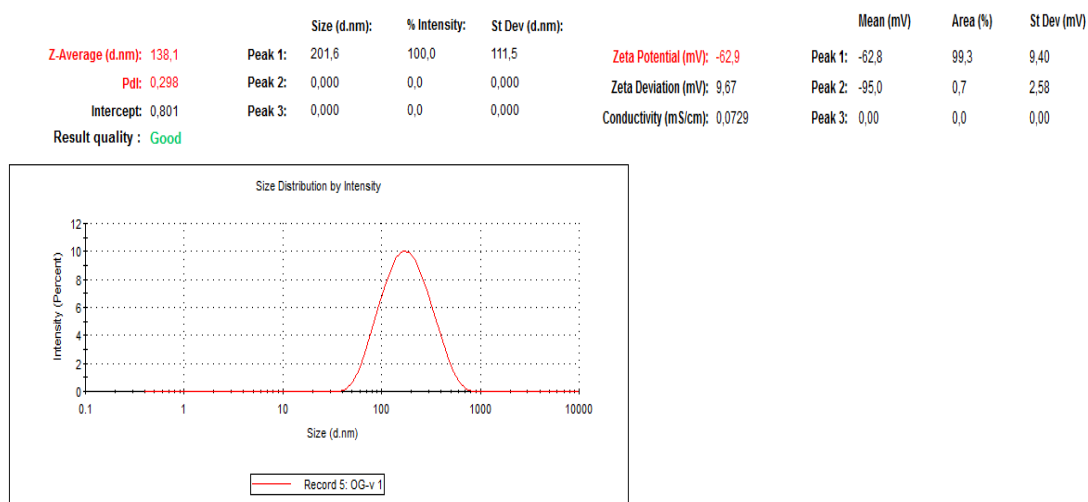 Size (d.nm): % Intensity: St Dev (d.nm):
Z-Average (d.nm): 138,1 Peak 1: 201,6 100,0 111,5
PdI: 0,298 Peak 2: 0,000 0,0 0,000
Intercept: 0,801 Peak 3: 0,000 0,0 0,000
Result quality : Good
Mean (mV) Area (%) St Dev (mV)
Zeta Potential (mV): -62,9 Peak 1: -62,8 99,3 9,40
Zeta Deviation (mV): 9,67 Peak 2: -95,0 0,7 2,58
Conductivity (mS/cm): 0,0729 Peak 3: 0,00 0,0 0,00
Size Distribution by Intensity
Intensity (Percent)
12
10
8
6
4
2
0
0.1 1 10 100 1000 10000
Size (d.nm)
Record 5: OG-v 1